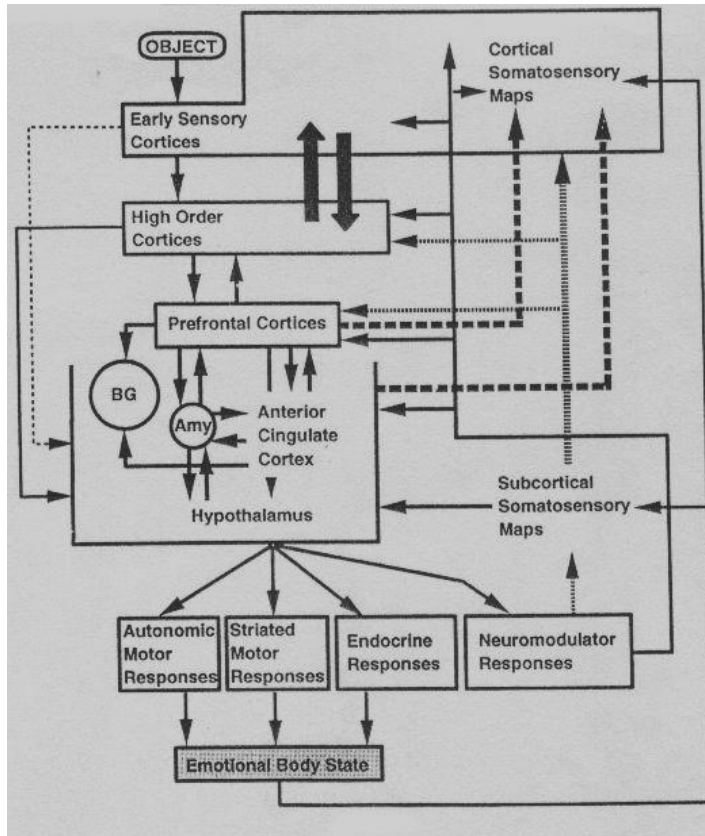 OBJECT
Cortical
Somatosensory
Maps
Early Sensory
Cortices
High Order
Cortices
Prefrontal Cortices
BG
Amy
Anterior
Cingulate
Cortex
Hypothalamus
Subcortical
Somatosensory
Maps
Autonomic
Motor
Responses
Striated
Motor
Responses
Endocrine
Responses
Neuromodulator
Responses
Emotional Body State